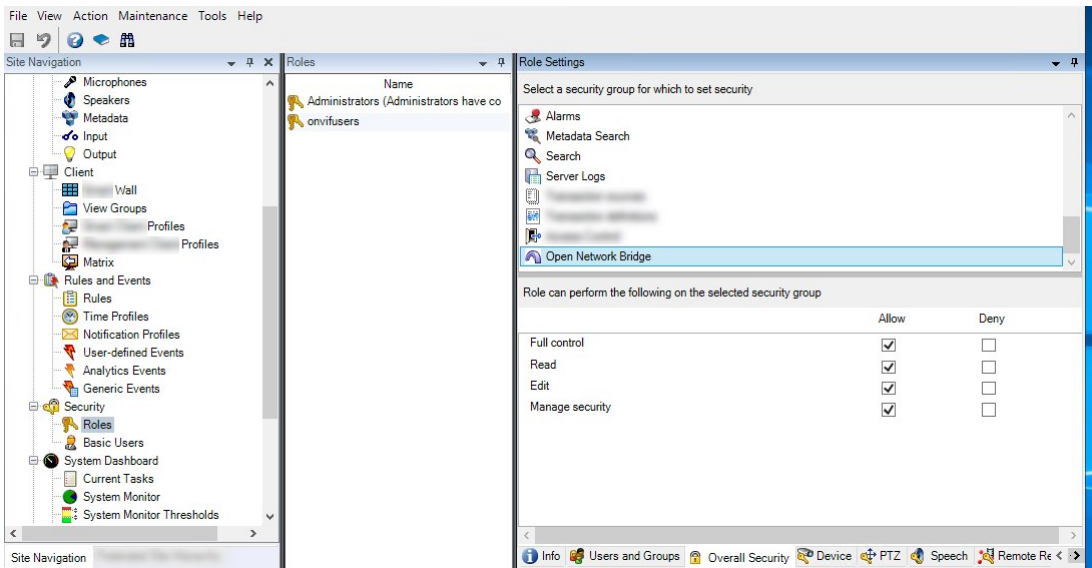 File View Action Maintenance Tools Help
Site Navigation
Microphones
Speakers
Metadata
Input
Output
Client
Wall
View Groups
Profiles
Profiles
Matrix
Rules and Events
Rules
Time Profiles
Notification Profiles
User-defined Events
Analytics Events
Generic Events
Security
Roles
Basic Users
System Dashboard
Current Tasks
System Monitor
System Monitor Thresholds
Site Navigation
Roles
Name
Administrators (Administrators have co
onvifusers
Role Settings
Select a security group for which to set security
Alarms
Metadata Search
Search
Server Logs
Open Network Bridge
Role can perform the following on the selected security group
Allow Deny
Full control
Read
Edit
Manage security
Info Users and Groups Overall Security Device PTZ Speech Remote Re